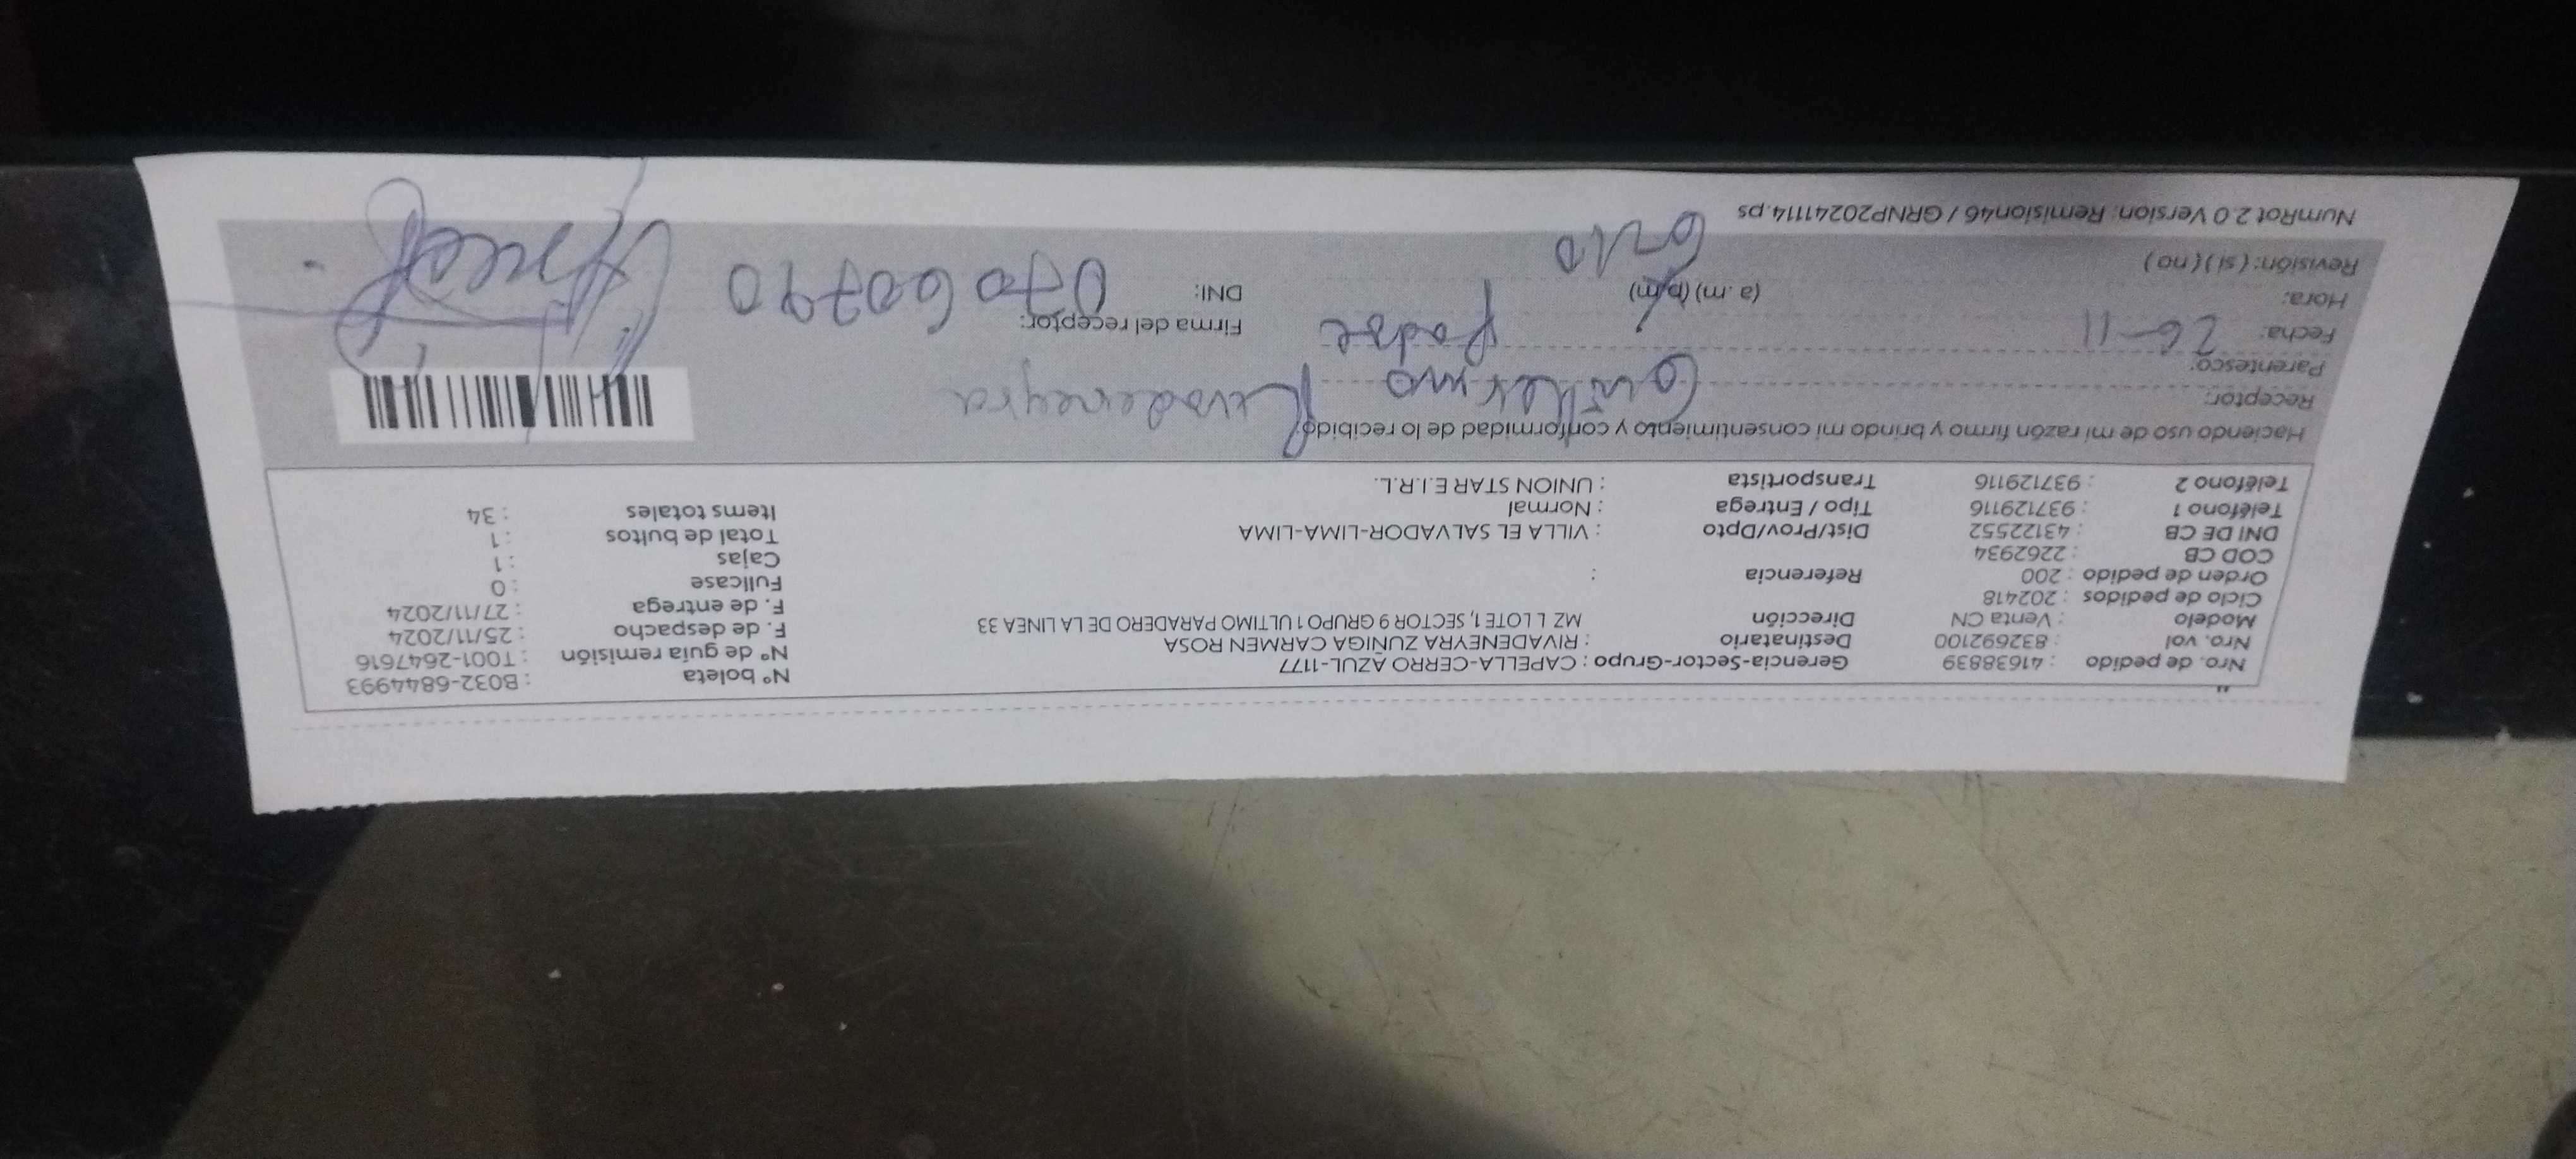 Nro. de pedido : 41638839 Gerencia-Sector-Grupo : CAPELLA-CERRO AZUL-1177 N° boleta : B032-6844993
Nro. vol : 832692100 Destinatario : RIVADENEYRA ZUÑIGA CARMEN ROSA N° de guía remisión : T001-2647616
Modelo : Venta CN Dirección MZ L LOTE 1, SECTOR 9 GRUPO 1 ULTIMO PARADERO DE LA LINEA 33 F. de despacho : 25/11/2024
Ciclo de pedidos : 202418 F. de entrega : 27/11/2024
Orden de pedido : 200 Referencia : Fullcase : 0
COD CB : 2262934 Cajas : 1
DNI DE CB : 43122552 Dist/Prov/Dpto : VILLA EL SALVADOR-LIMA-LIMA Total de bultos : 1
Teléfono 1 : 937129116 Tipo / Entrega : Normal Items totales : 34
Teléfono 2 : 937129116 Transportista : UNION STAR E.I.R.L.
Haciendo uso de mi razón firmo y brindo mi consentimiento y conformidad de lo recibido:
Receptor: Guillermo Rivadeneyra
Parentesco: Padre
Fecha: 26-11 Firma del receptor:
Hora: (a. m) (p.m) DNI: 07060790
Revisión: ( si ) ( no )
NumRot 2.0 Version: Remision46 / GRNP20241114.ps